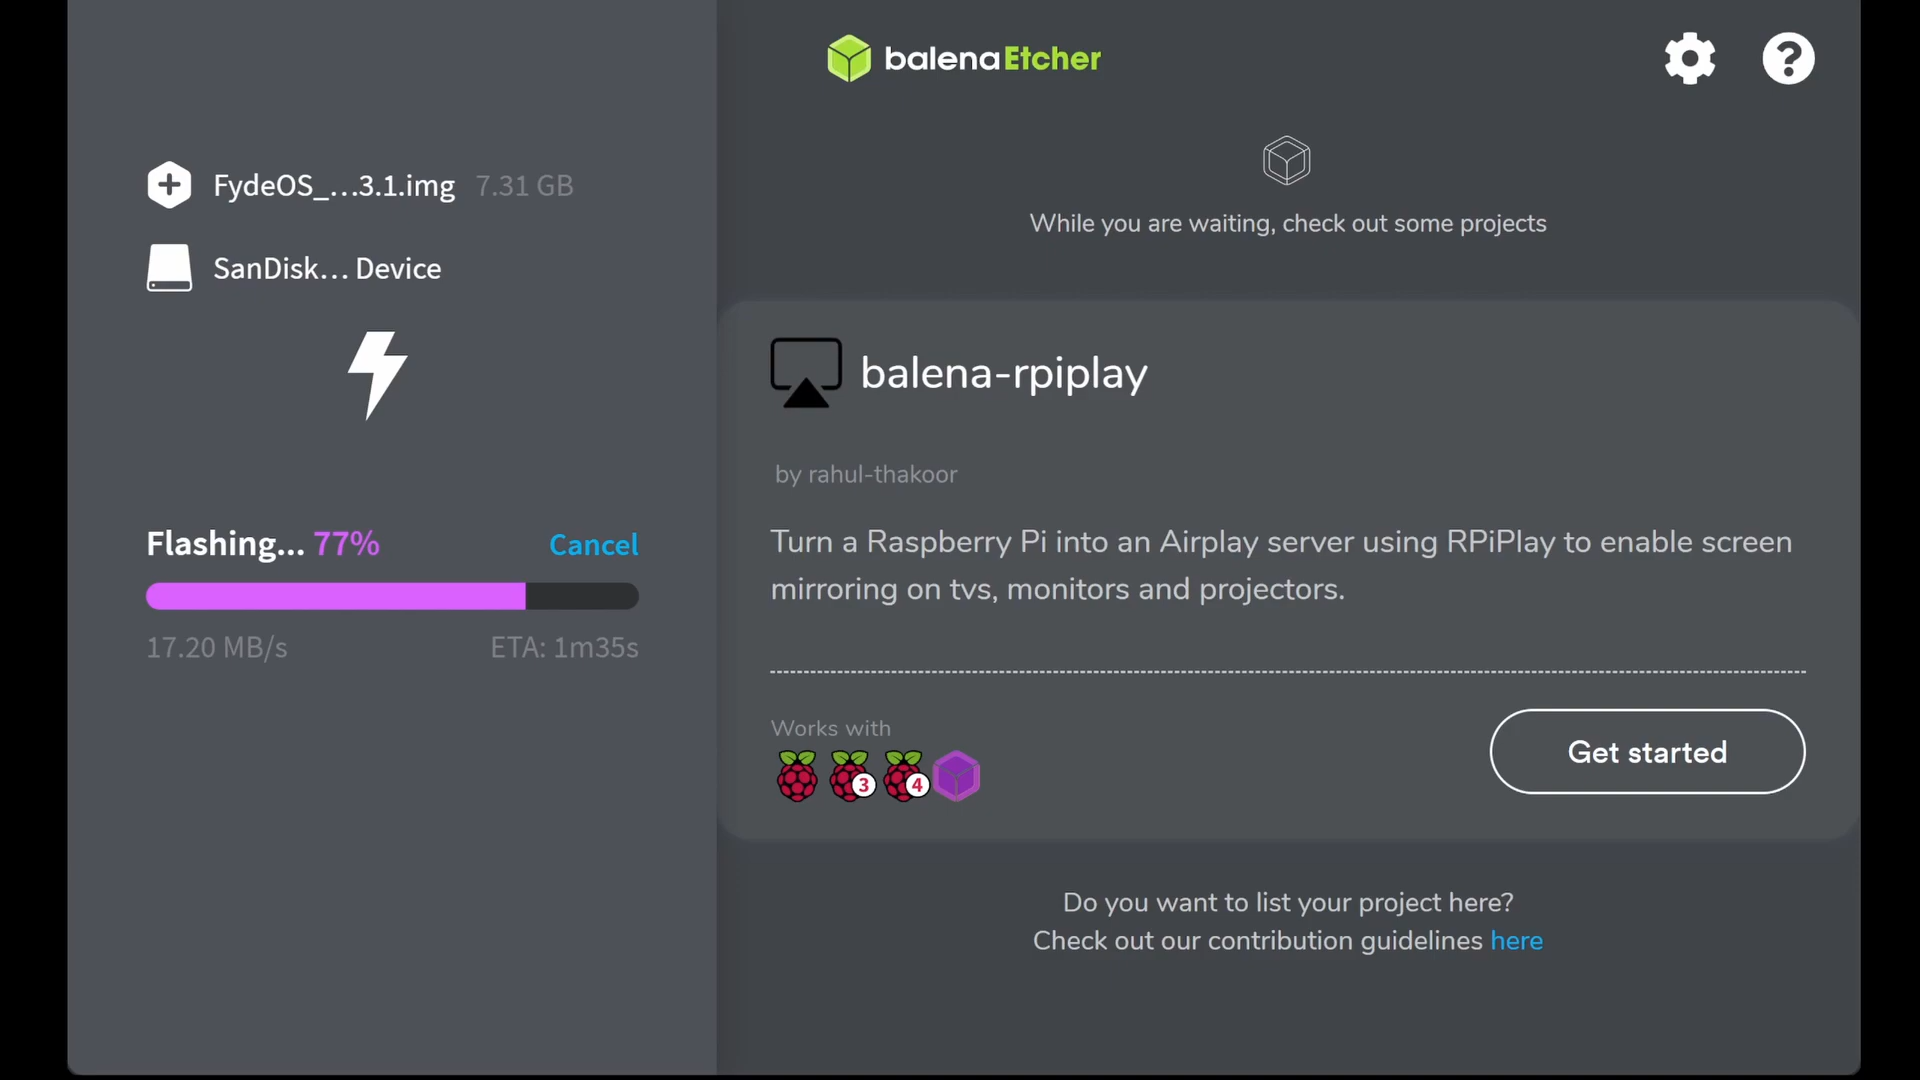 balenaEtcher
FydeOS_...3.1.img 7.31 GB
SanDisk... Device
Flashing... 77% Cancel
17.20 MB/s ETA: 1m35s
While you are waiting, check out some projects
balena-rpiplay
by rahul-thakoor
Turn a Raspberry Pi into an Airplay server using RPiPlay to enable screen
mirroring on tvs, monitors and projectors.
Works with
3 4
Get started
Do you want to list your project here?
Check out our contribution guidelines here